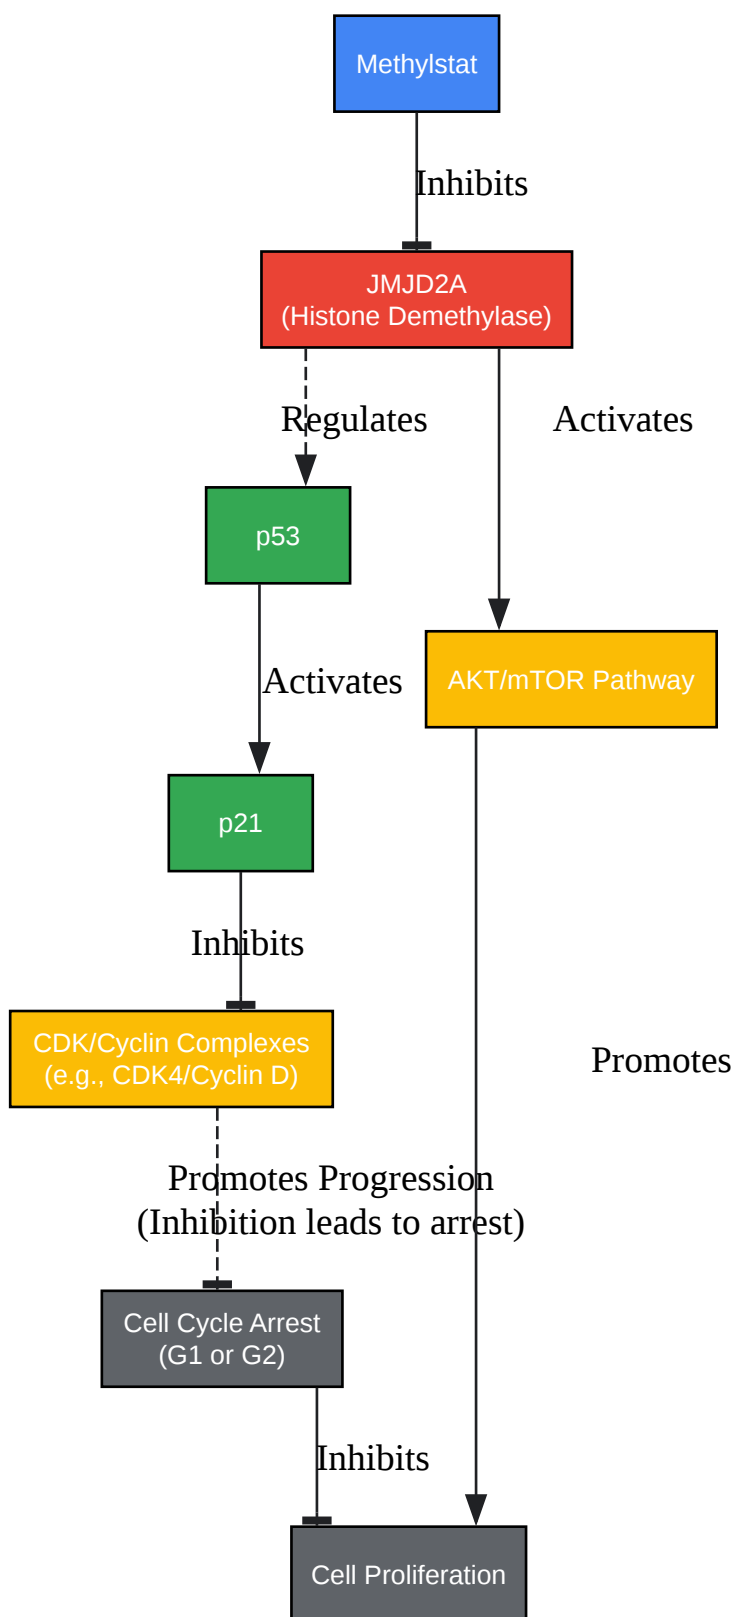 Methylstat
Inhibits
JMJD2A
(Histone Demethylase)
Regulates
Activates
p53
Activates
AKT/mTOR Pathway
p21
Inhibits
CDK/Cyclin Complexes
(e.g., CDK4/Cyclin D)
Promotes
Promotes Progression
(Inhibition leads to arrest)
Cell Cycle Arrest
(G1 or G2)
Inhibits
Cell Proliferation